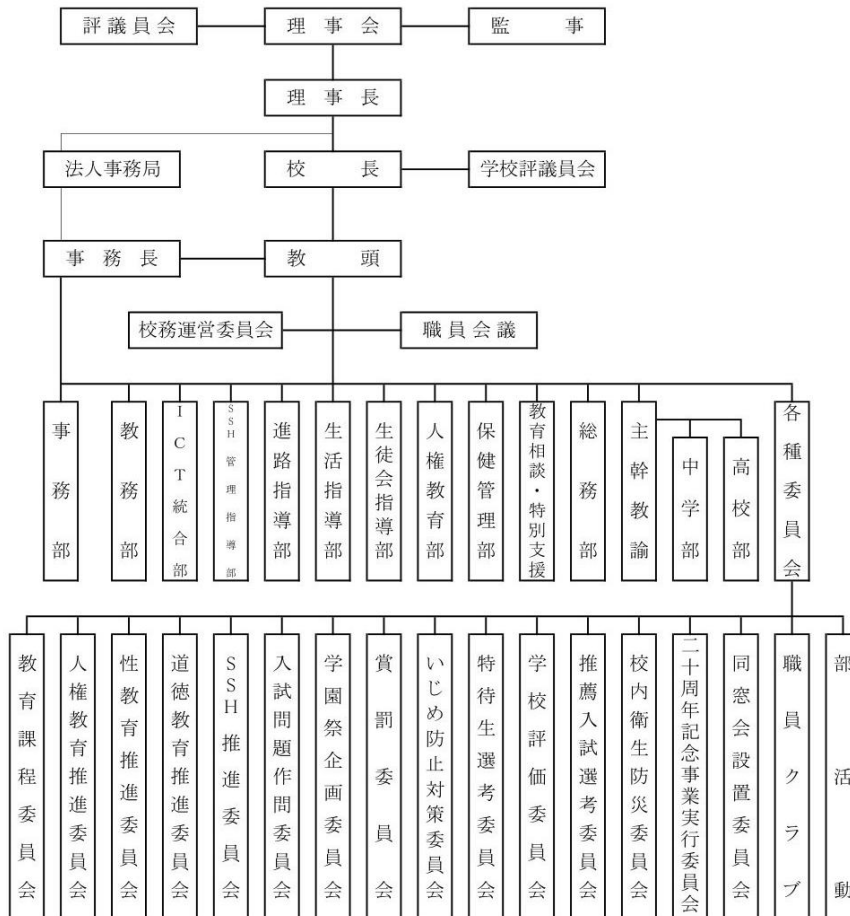 評議員会
理事会
監事
理事長
法人事務局
校長
学校評議員会
事務長
教頭
校務運営委員会
職員会議
事務部
教務部
ICT統合部
SSH管理指導部
進路指導部
生活指導部
生徒会指導部
人権教育部
保健管理部
教育相談・特別支援
総務部
主幹教諭
中学部
高校部
各種委員会
教育課程委員会
人権教育推進委員会
性教育推進委員会
道徳教育推進委員会
SSH推進委員会
入試問題作問委員会
学園祭企画委員会
賞罰委員会
いじめ防止対策委員会
特待生選考委員会
学校評価委員会
推薦入試選考委員会
校内衛生防災委員会
二十周年記念事業実行委員会
同窓会設置委員会
職員クラブ
部活動